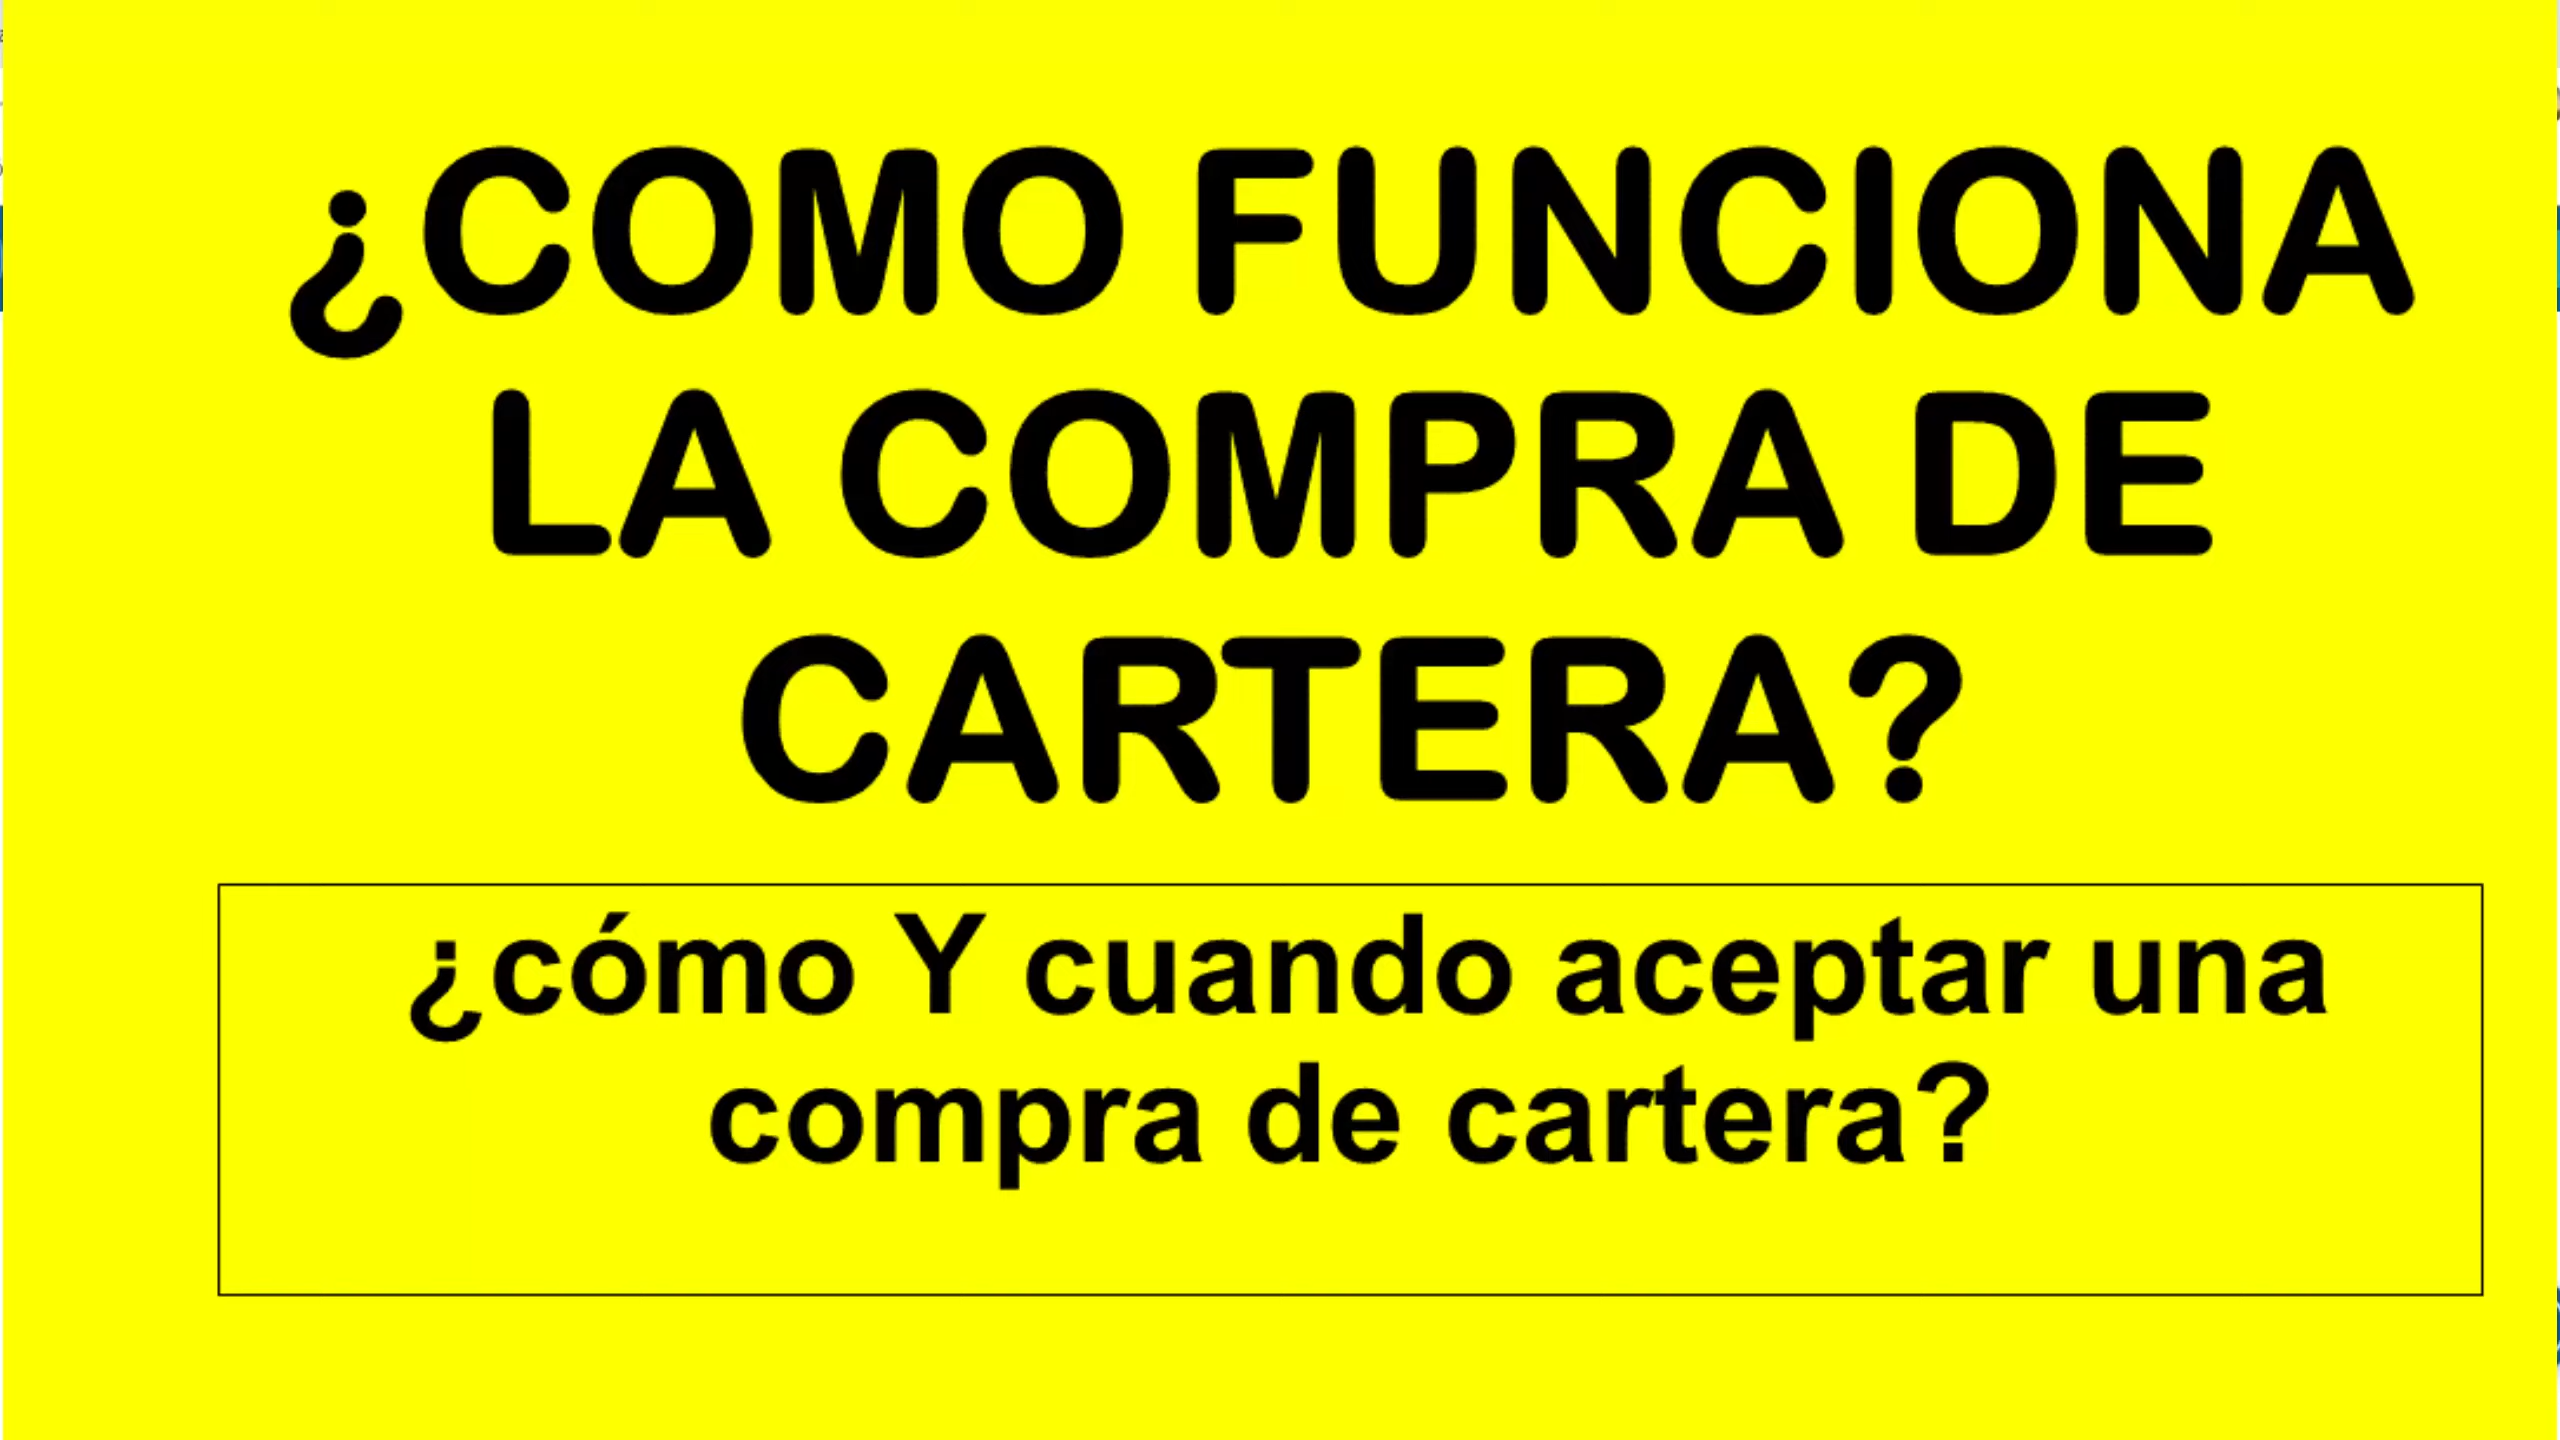 ¿COMO FUNCIONA
LA COMPRA DE
CARTERA?
¿cómo Y cuando aceptar una
compra de cartera?